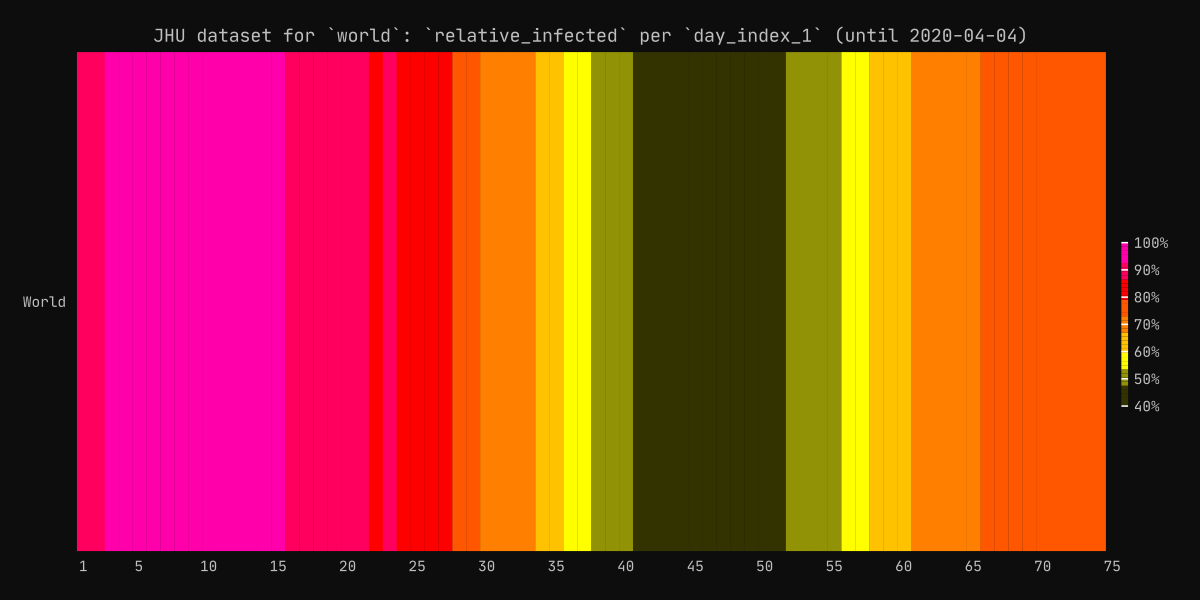 JHU dataset for `world`: `relative_infected` per `day_index_1` (until 2020-04-04)
100%
90%
80%
70%
60%
50%
40%
World
1 5 10 15 20 25 30 35 40 45 50 55 60 65 70 75